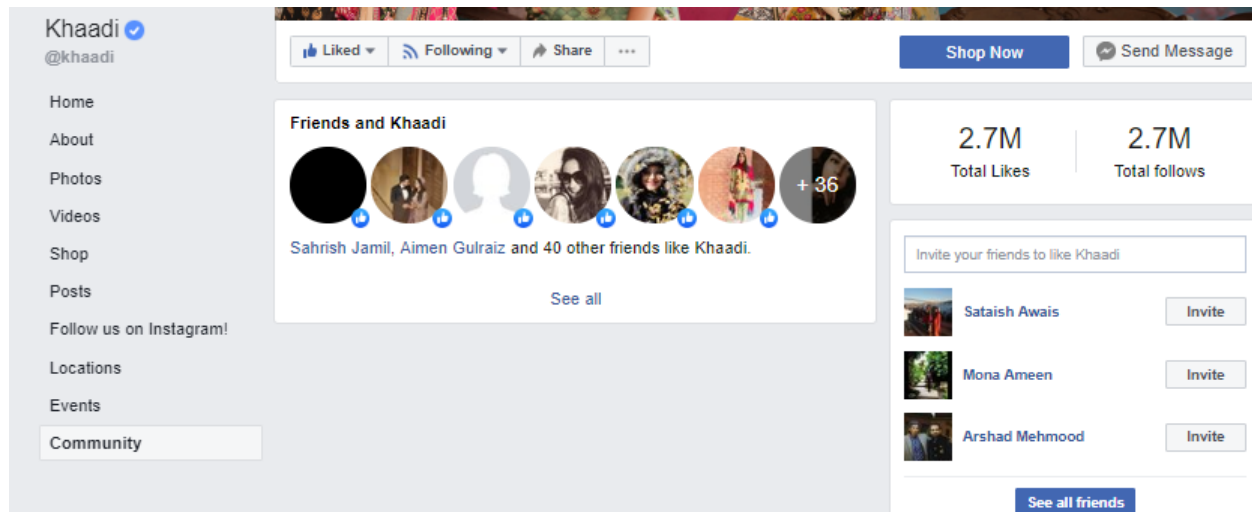 Khaadi
@khaadi
Home
About
Photos
Videos
Shop
Posts
Follow us on Instagram!
Locations
Events
Community
Liked
Following
Share
Shop Now
Send Message
Friends and Khaadi
+ 36
Sahrish Jamil, Aimen Gulraiz and 40 other friends like Khaadi.
See all
2.7M
Total Likes
2.7M
Total follows
Invite your friends to like Khaadi
Sataish Awais
Invite
Mona Ameen
Invite
Arshad Mehmood
Invite
See all friends